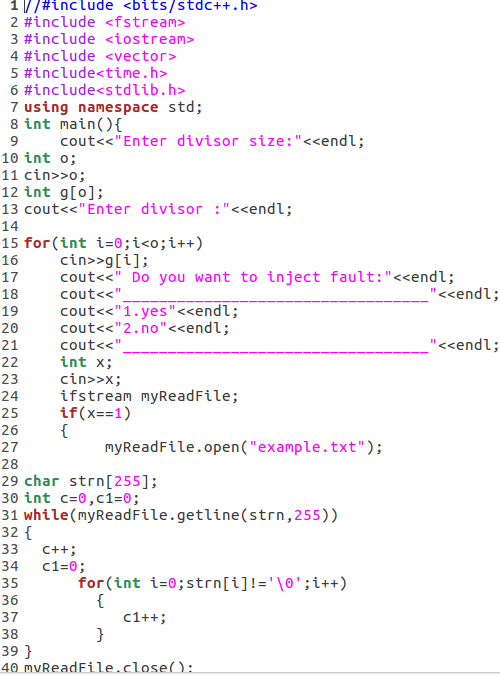 1 //#include <bits/stdc++.h>
2 #include <fstream>
3 #include <iostream>
4 #include <vector>
5 #include<time.h>
6 #include<stdlib.h>
7 using namespace std;
8 int main(){
9     cout<<"Enter divisor size:"<<endl;
10 int o;
11 cin>>o;
12 int g[o];
13 cout<<"Enter divisor :"<<endl;
14
15 for(int i=0;i<o;i++)
16     cin>>g[i];
17     cout<<" Do you want to inject fault:"<<endl;
18     cout<<"__________________________________"<<endl;
19     cout<<"1.yes"<<endl;
20     cout<<"2.no"<<endl;
21     cout<<"__________________________________"<<endl;
22     int x;
23     cin>>x;
24     ifstream myReadFile;
25     if(x==1)
26     {
27          myReadFile.open("example.txt");
28
29 char strn[255];
30 int c=0,c1=0;
31 while(myReadFile.getline(strn,255))
32 {
33   c++;
34   c1=0;
35       for(int i=0;strn[i]!='\0';i++)
36         {
37            c1++;
38         }
39 }
40 myReadFile.close();